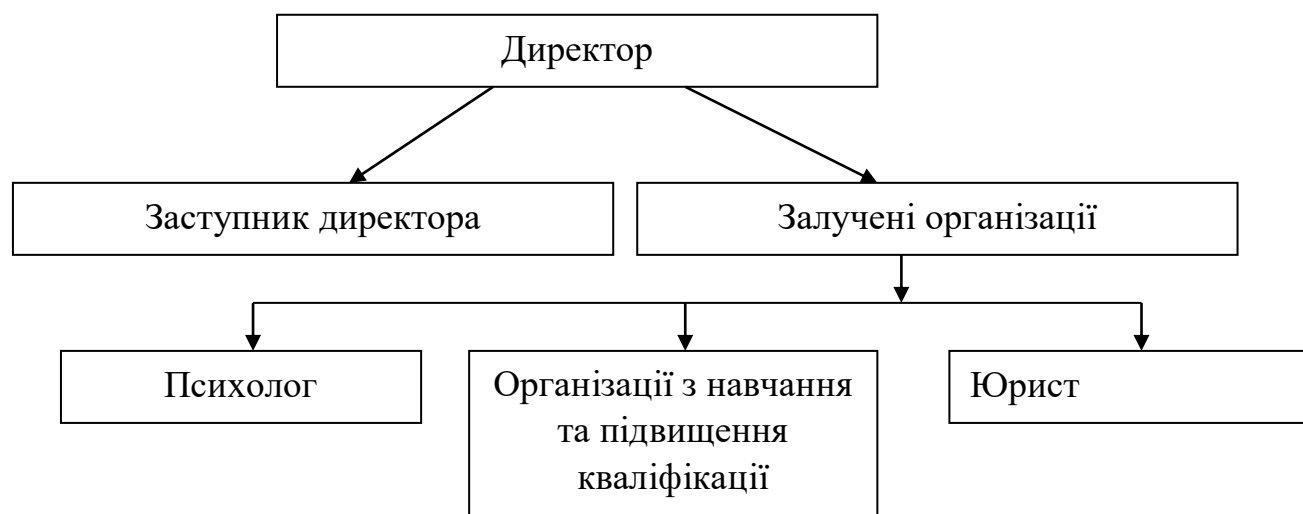 Директор
Заступник директора
Залучені організації
Психолог
Організації з навчання
та підвищення
кваліфікації
Юрист